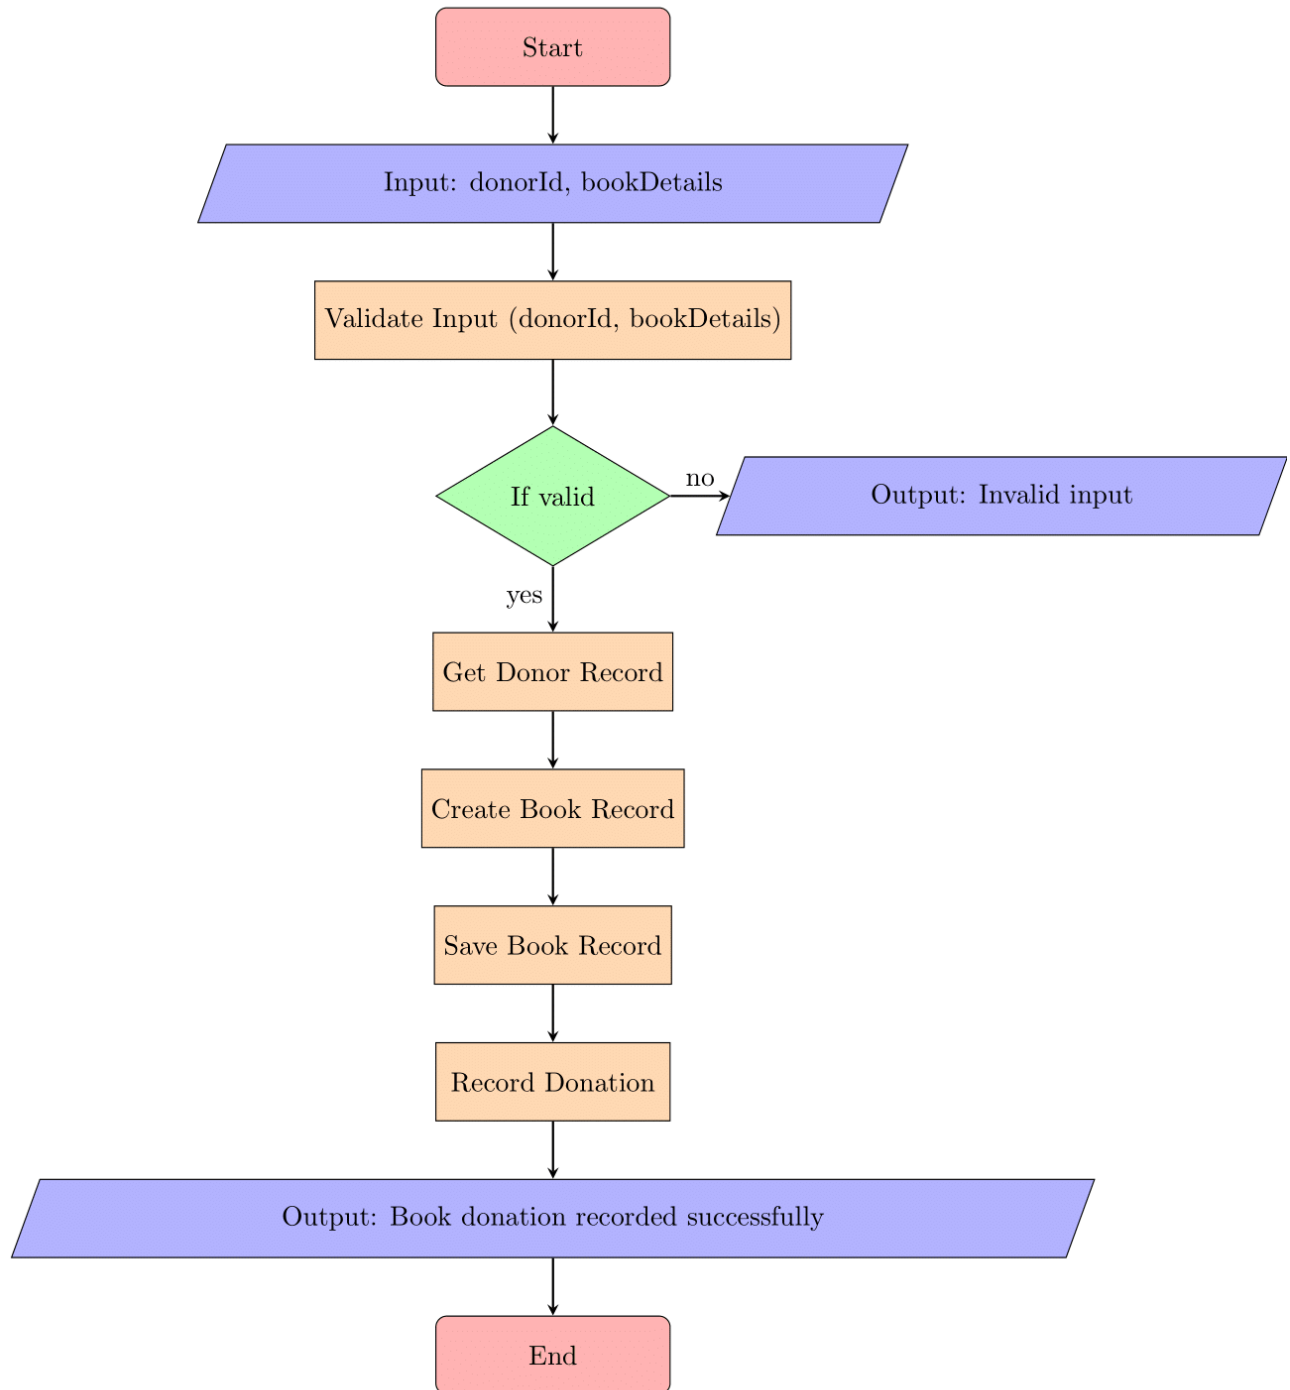 Start
Input: donorId, bookDetails
Validate Input (donorId, bookDetails)
If valid
no
Output: Invalid input
yes
Get Donor Record
Create Book Record
Save Book Record
Record Donation
Output: Book donation recorded successfully
End